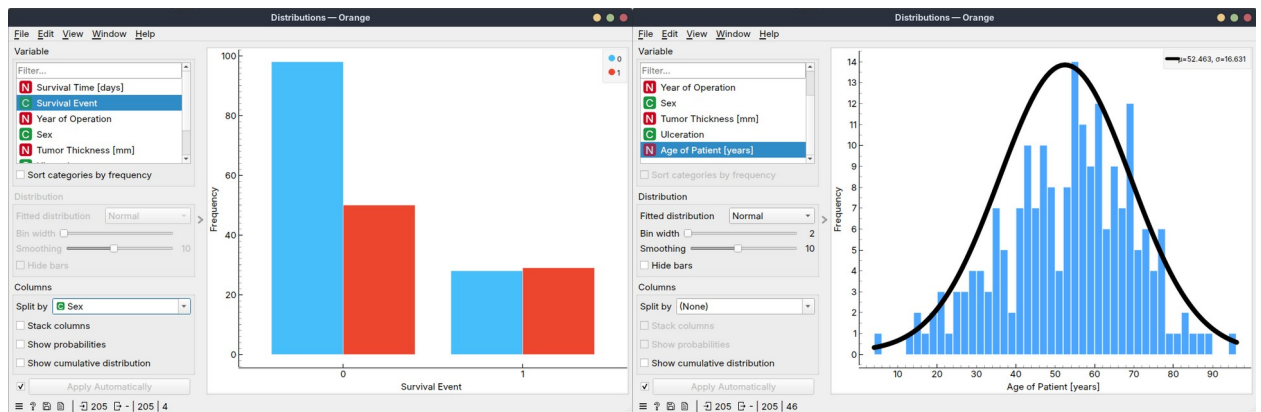 Distributions — Orange
File Edit View Window Help
Variable
Filter...
N Survival Time [days]
C Survival Event
N Year of Operation
C Sex
N Tumor Thickness [mm]
Sort categories by frequency
Distribution
Fitted distribution Normal
Bin width
Smoothing 10
Hide bars
Columns
Split by C Sex
Stack columns
Show probabilities
Show cumulative distribution
Apply Automatically
≡ ? 205 - | 205 | 4
100
80
60
40
20
0
Frequency
0 1
Survival Event
0
1
Distributions — Orange
File Edit View Window Help
Variable
Filter...
N Year of Operation
C Sex
N Tumor Thickness [mm]
C Ulceration
N Age of Patient [years]
Sort categories by frequency
Distribution
Fitted distribution Normal
Bin width 2
Smoothing 10
Hide bars
Columns
Split by (None)
Stack columns
Show probabilities
Show cumulative distribution
Apply Automatically
≡ ? 205 - | 205 | 46
14
13
12
11
10
9
8
7
6
5
4
3
2
1
0
Frequency
10 20 30 40 50 60 70 80 90
Age of Patient [years]
μ=52.463, σ=16.631